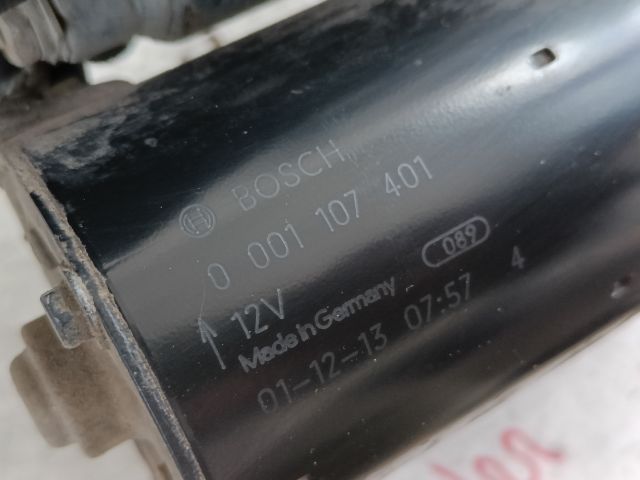 BOSCH
0 001 107 401
089
12V
Made in Germany
01-12-13 07:57 4